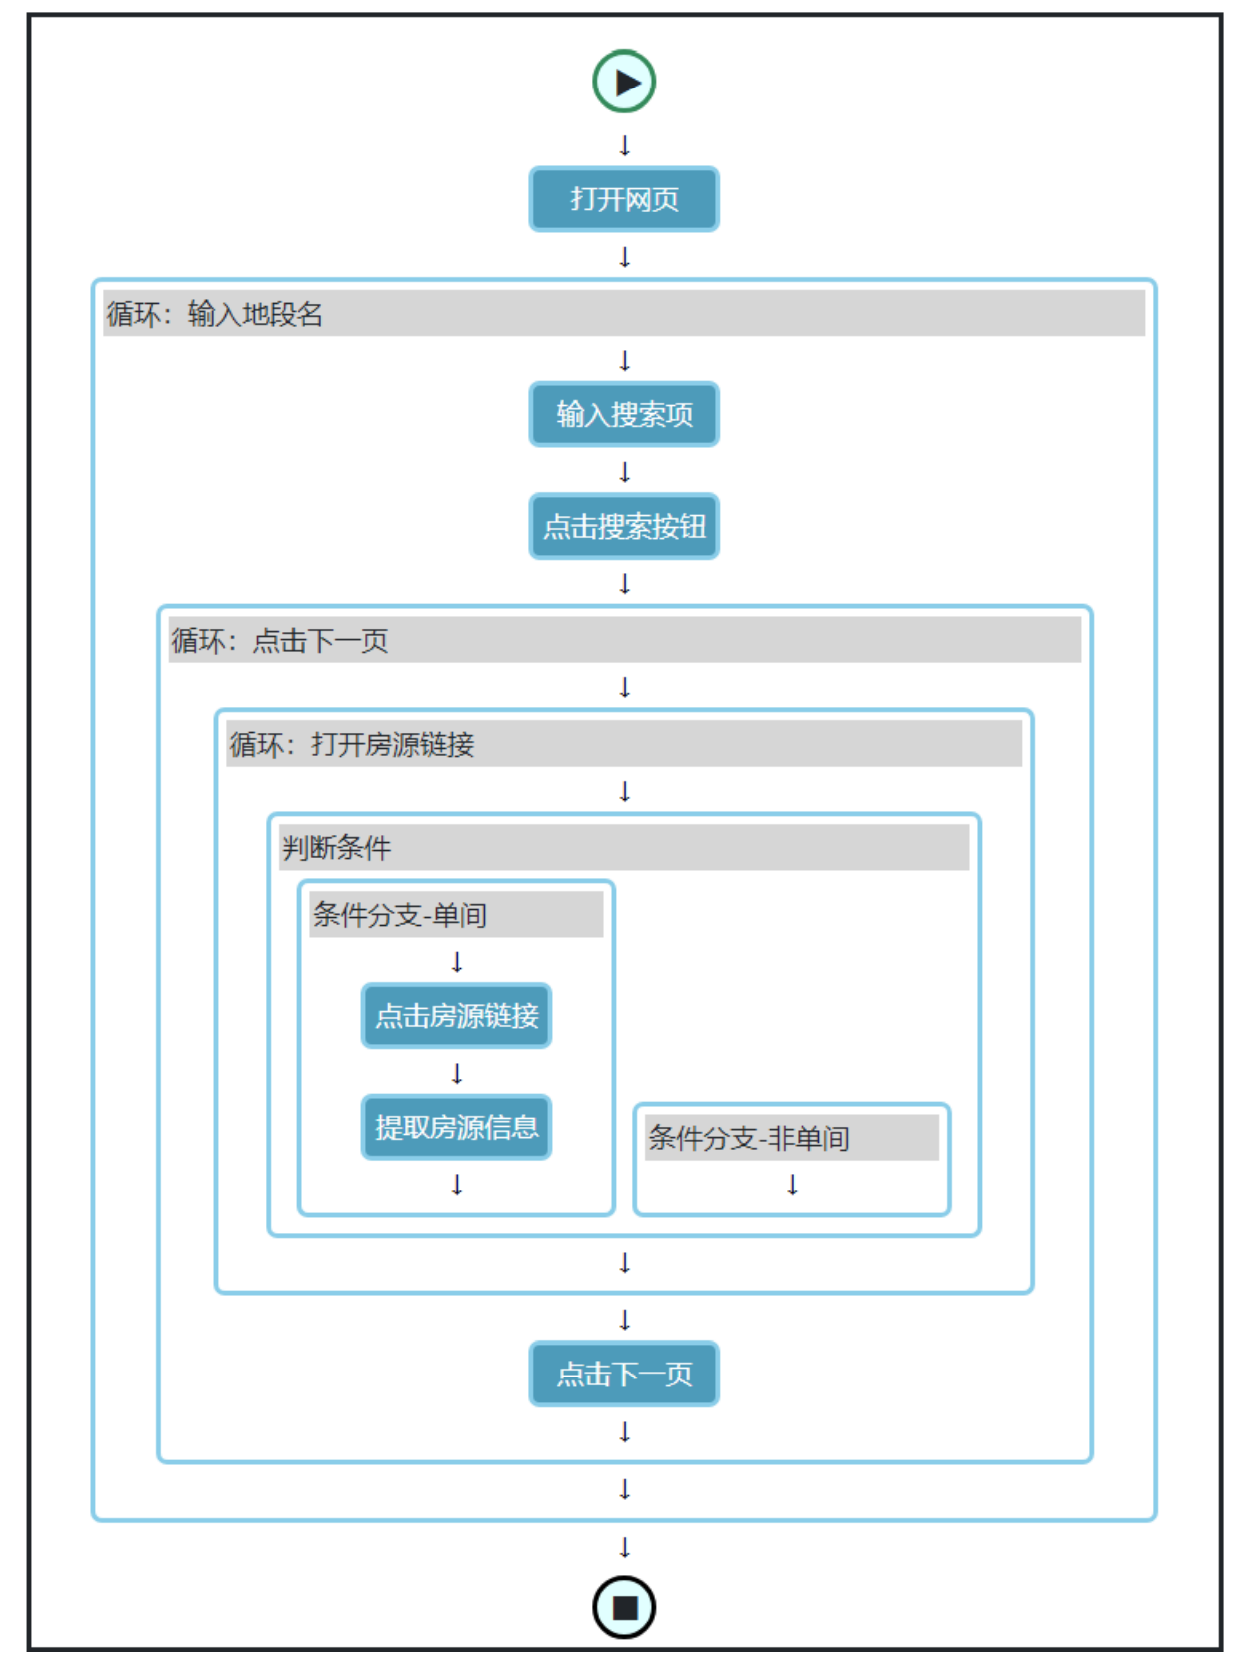 打开网页
循环：输入地段名
输入搜索项
点击搜索按钮
循环：点击下一页
循环：打开房源链接
判断条件
条件分支-单间
点击房源链接
提取房源信息
条件分支-非单间
点击下一页